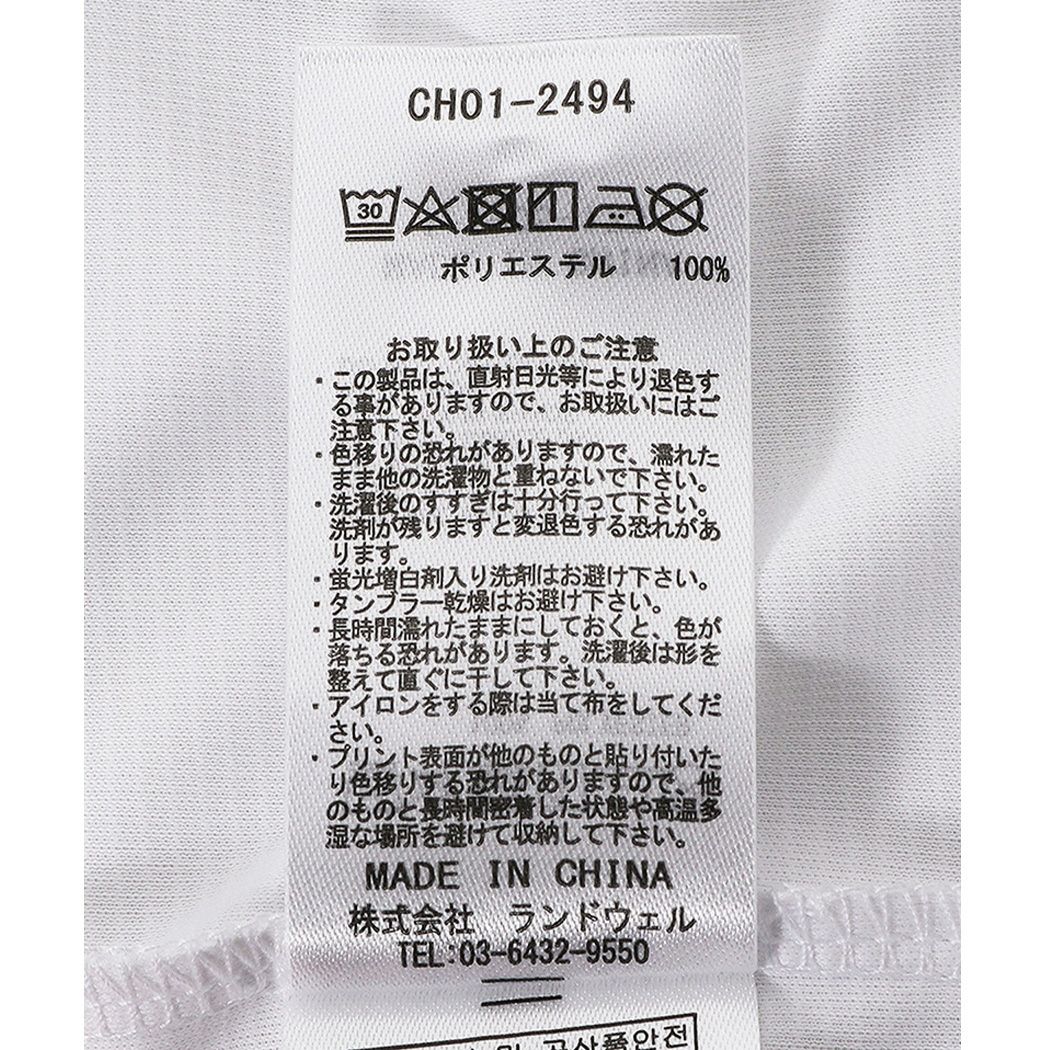 CH01-2494
30
ポリエステル 100%
お取り扱い上のご注意
・この製品は、直射日光等により退色す
る事がありますので、お取扱いにはご
注意下さい。
・色移りの恐れがありますので、濡れた
まま他の洗濯物と重ねないで下さい。
・洗濯後のすすぎは十分行って下さい。
洗剤が残りますと変退色する恐れがあ
ります。
・蛍光増白剤入り洗剤はお避け下さい。
・タンブラー乾燥はお避け下さい。
・長時間濡れたままにしておくと、色が
落ちる恐れがあります。洗濯後は形を
整えて直ぐに干して下さい。
・アイロンをする際は当て布をしてくだ
さい。
・プリント表面が他のものと貼り付いた
り色移りする恐れがありますので、他
のものと長時間密着した状態や高温多
湿な場所を避けて収納して下さい。
MADE IN CHINA
株式会社 ランドウェル
TEL:03-6432-9550
및 공산품안전